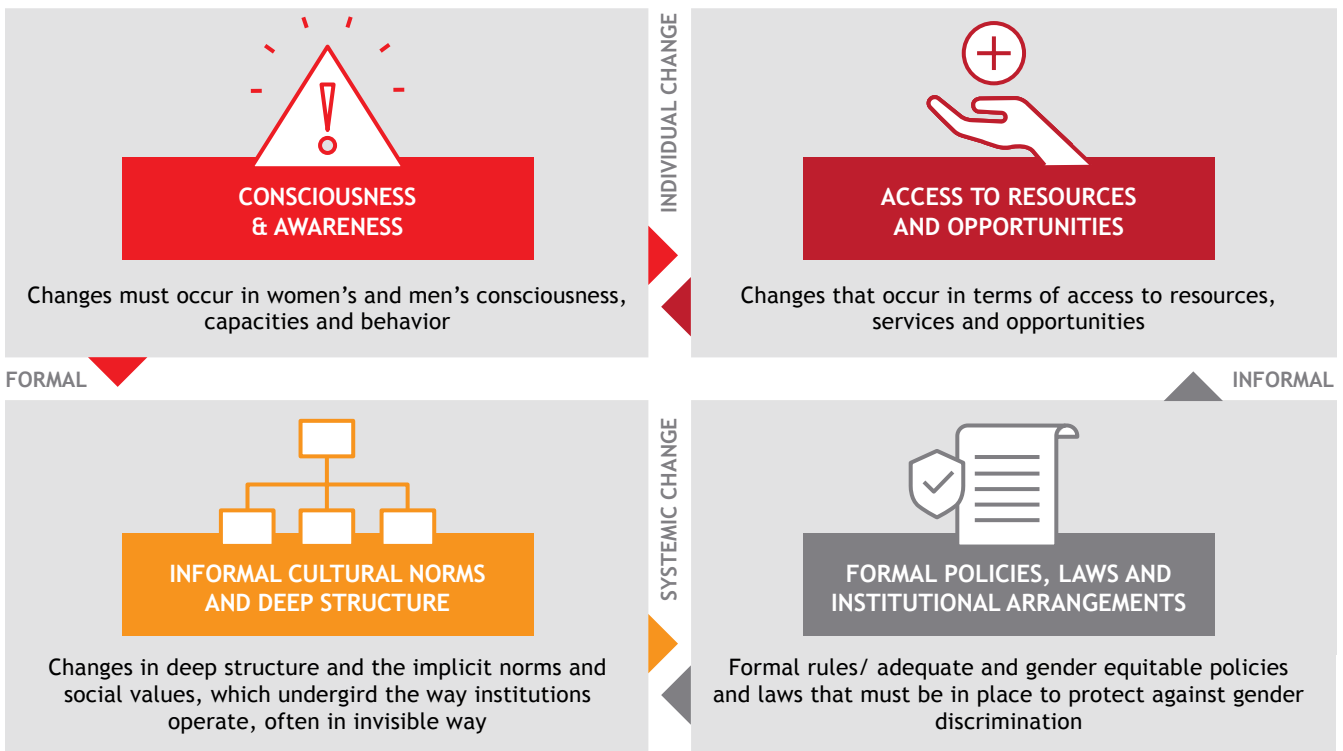 CONSCIOUSNESS
& AWARENESS
Changes must occur in women's and men's consciousness,
capacities and behavior
INDIVIDUAL CHANGE
ACCESS TO RESOURCES
AND OPPORTUNITIES
Changes that occur in terms of access to resources,
services and opportunities
FORMAL
INFORMAL
INFORMAL CULTURAL NORMS
AND DEEP STRUCTURE
Changes in deep structure and the implicit norms and
social values, which undergird the way institutions
operate, often in invisible way
SYSTEMIC CHANGE
FORMAL POLICIES, LAWS AND
INSTITUTIONAL ARRANGEMENTS
Formal rules/ adequate and gender equitable policies
and laws that must be in place to protect against gender
discrimination